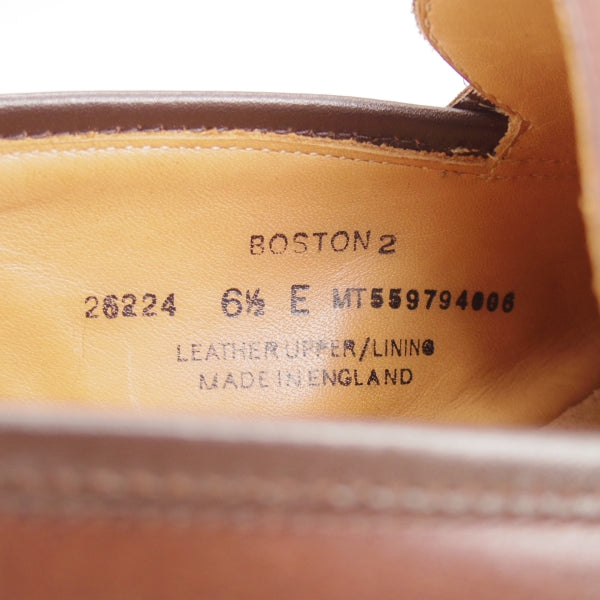 BOSTON 2
26224 6½ E MT559794006
LEATHER UPPER/LINING
MADE IN ENGLAND